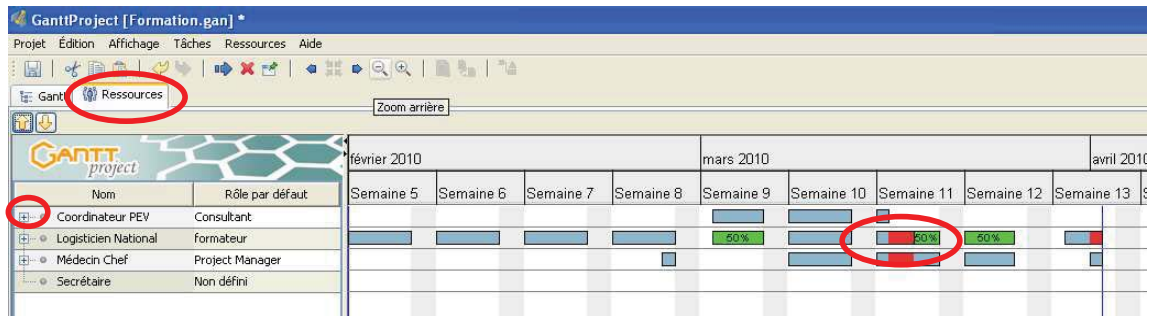 GanttProject [Formation.gan] *
Projet Édition Affichage Tâches Ressources Aide
Gantt Ressources
Zoom arrière
GANTT project
février 2010 mars 2010 avril 2010
Nom Rôle par défaut Semaine 5 Semaine 6 Semaine 7 Semaine 8 Semaine 9 Semaine 10 Semaine 11 Semaine 12 Semaine 13
Coordinateur PEV Consultant
Logisticien National formateur 50% 50% 50%
Médecin Chef Project Manager
Secrétaire Non défini